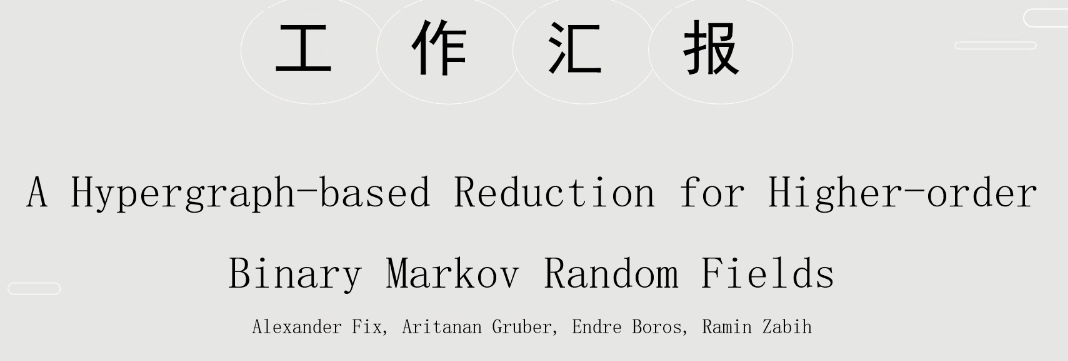 工作汇报
A Hypergraph-based Reduction for Higher-order
Binary Markov Random Fields
Alexander Fix, Aritanan Gruber, Endre Boros, Ramin Zabih